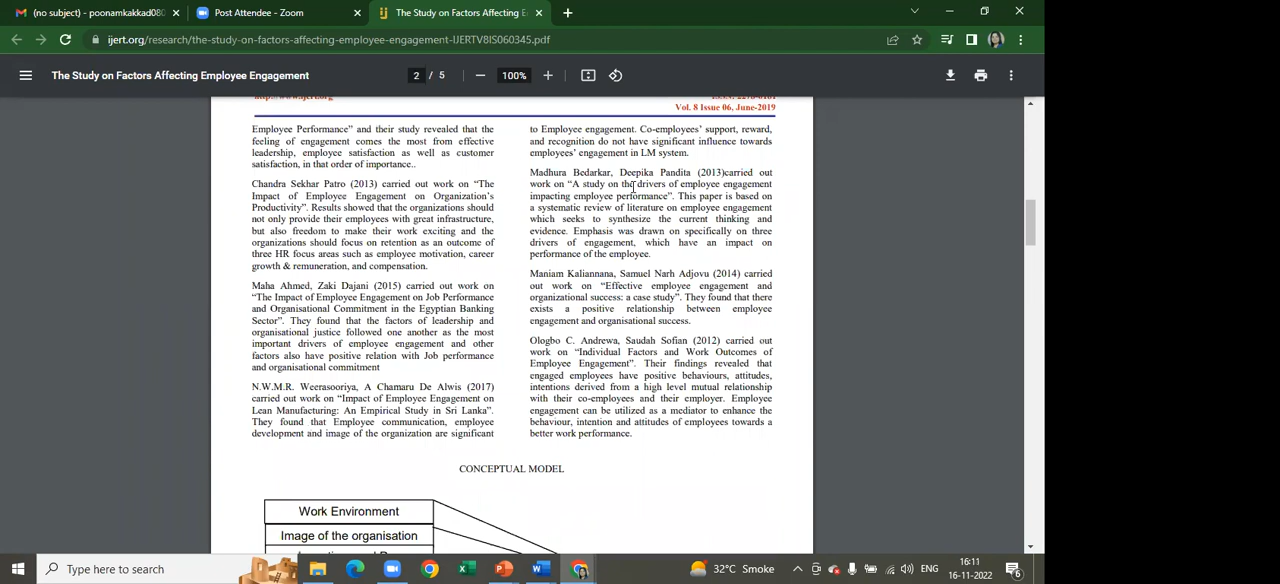 (no subject) - poonamkakkad080
Post Attendee - Zoom
The Study on Factors Affecting E
ijert.org/research/the-study-on-factors-affecting-employee-engagement-IJERTV8IS060345.pdf
The Study on Factors Affecting Employee Engagement
2 / 5
100%
Vol. 8 Issue 06, June-2019
Employee Performance" and their study revealed that the
feeling of engagement comes the most from effective
leadership, employee satisfaction as well as customer
satisfaction, in that order of importance..
Chandra Sekhar Patro (2013) carried out work on "The
Impact of Employee Engagement on Organization's
Productivity". Results showed that the organizations should
not only provide their employees with great infrastructure,
but also freedom to make their work exciting and the
organizations should focus on retention as an outcome of
three HR focus areas such as employee motivation, career
growth & remuneration, and compensation.
Maha Ahmed, Zaki Dajani (2015) carried out work on
"The Impact of Employee Engagement on Job Performance
and Organisational Commitment in the Egyptian Banking
Sector". They found that the factors of leadership and
organisational justice followed one another as the most
important drivers of employee engagement and other
factors also have positive relation with Job performance
and organisational commitment
N.W.M.R. Weerasooriya, A Chamaru De Alwis (2017)
carried out work on "Impact of Employee Engagement on
Lean Manufacturing: An Empirical Study in Sri Lanka".
They found that Employee communication, employee
development and image of the organization are significant
to Employee engagement. Co-employees' support, reward,
and recognition do not have significant influence towards
employees' engagement in LM system.
Madhura Bedarkar, Deepika Pandita (2013)carried out
work on "A study on the drivers of employee engagement
impacting employee performance". This paper is based on
a systematic review of literature on employee engagement
which seeks to synthesize the current thinking and
evidence. Emphasis was drawn on specifically on three
drivers of engagement, which have an impact on
performance of the employee.
Maniam Kaliannana, Samuel Narh Adjovu (2014) carried
out work on "Effective employee engagement and
organizational success: a case study". They found that there
exists a positive relationship between employee
engagement and organisational success.
Ologbo C. Andrewa, Saudah Sofian (2012) carried out
work on "Individual Factors and Work Outcomes of
Employee Engagement". Their findings revealed that
engaged employees have positive behaviours, attitudes,
intentions derived from a high level mutual relationship
with their co-employees and their employer. Employee
engagement can be utilized as a mediator to enhance the
behaviour, intention and attitudes of employees towards a
better work performance.
CONCEPTUAL MODEL
Work Environment
Image of the organisation
Type here to search
32°C Smoke
ENG
16:11
16-11-2022
6